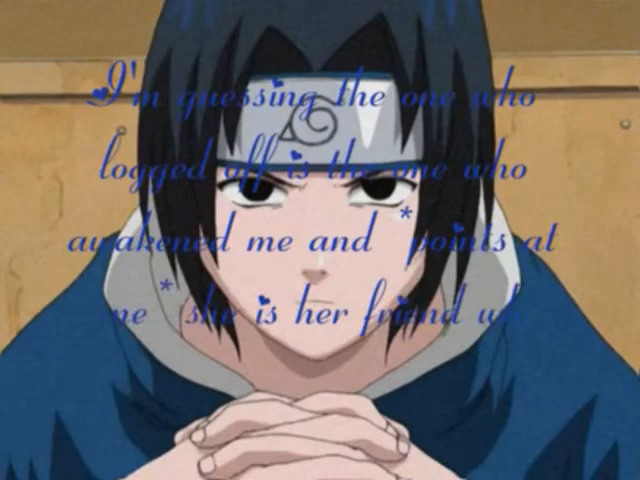 I'm guessing the one who
logged off is the one who
awakened me and *points at
me* she is her friend wh